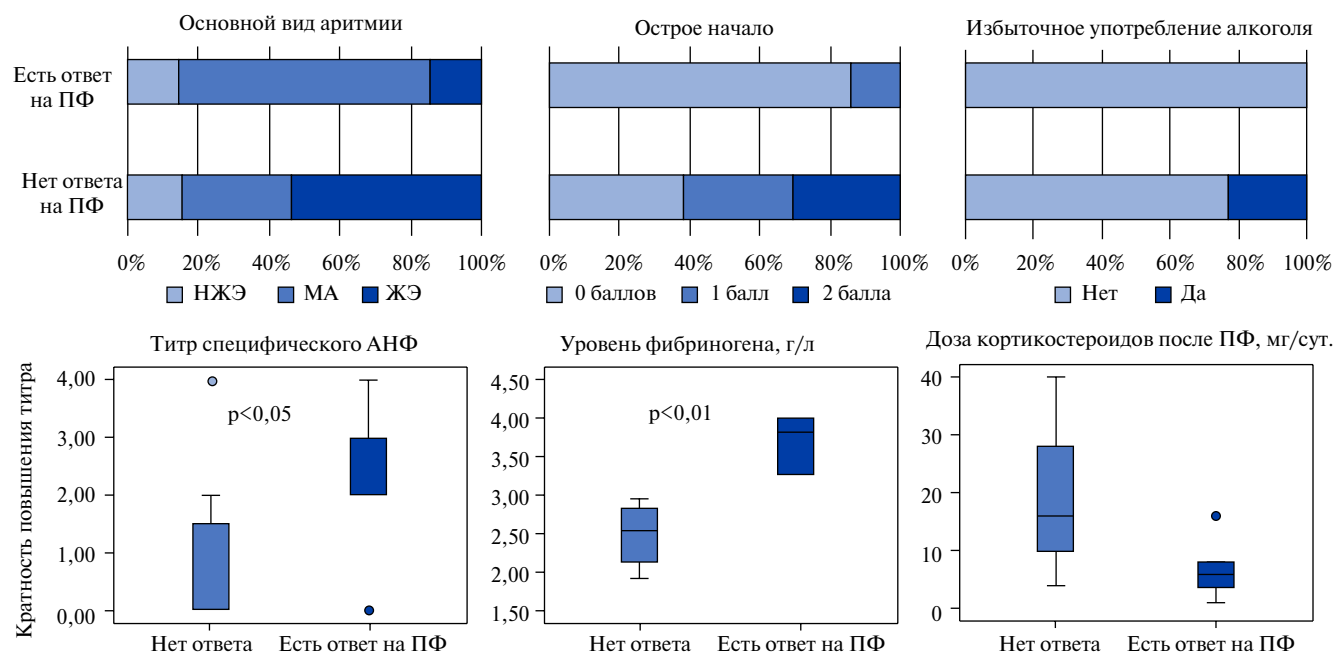 Основной вид аритмии
Есть ответ
на ПФ
Нет ответа
на ПФ
0% 20% 40% 60% 80% 100%
НЖЭ МА ЖЭ
Острое начало
0% 20% 40% 60% 80% 100%
0 баллов 1 балл 2 балла
Избыточное употребление алкоголя
0% 20% 40% 60% 80% 100%
Нет Да
Титр специфического АНФ
Кратность повышения титра
4,00
3,00
2,00
1,00
0,00
p<0,05
Нет ответа Есть ответ на ПФ
Уровень фибриногена, г/л
4,50
4,00
3,50
3,00
2,50
2,00
1,50
p<0,01
Нет ответа Есть ответ на ПФ
Доза кортикостероидов после ПФ, мг/сут.
40
30
20
10
0
Нет ответа Есть ответ на ПФ